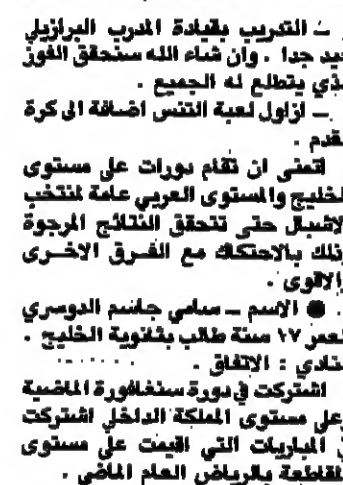 ـ التدريب بقيادة المدرب البرازيلي
جيد جدا . وان شاء الله سنحقق الفوز
الذي يتطلع له الجميع .
ـ ازاول لعبة التنس اضافة الى كرة
القدم .
اتمنى ان تقام دورات على مستوى
الخليج والمستوى العربي عامة لمنتخب
الاشبال حتى تتحقق النتائج المرجوة
وذلك بالاحتكاك مع الفرق الاخرى
والاقوى .
● الاسم ـ سامي جاسم الدوسري
العمر ١٧ سنة طالب بثانوية الخليج .
النادي : الاتفاق .
اشتركت في دورة سنغافورة الماضية
وعلى مستوى المملكة الداخل اشتركت
في المباريات التي اقيمت على مستوى
المقاطعة بالرياض العام الماضي .